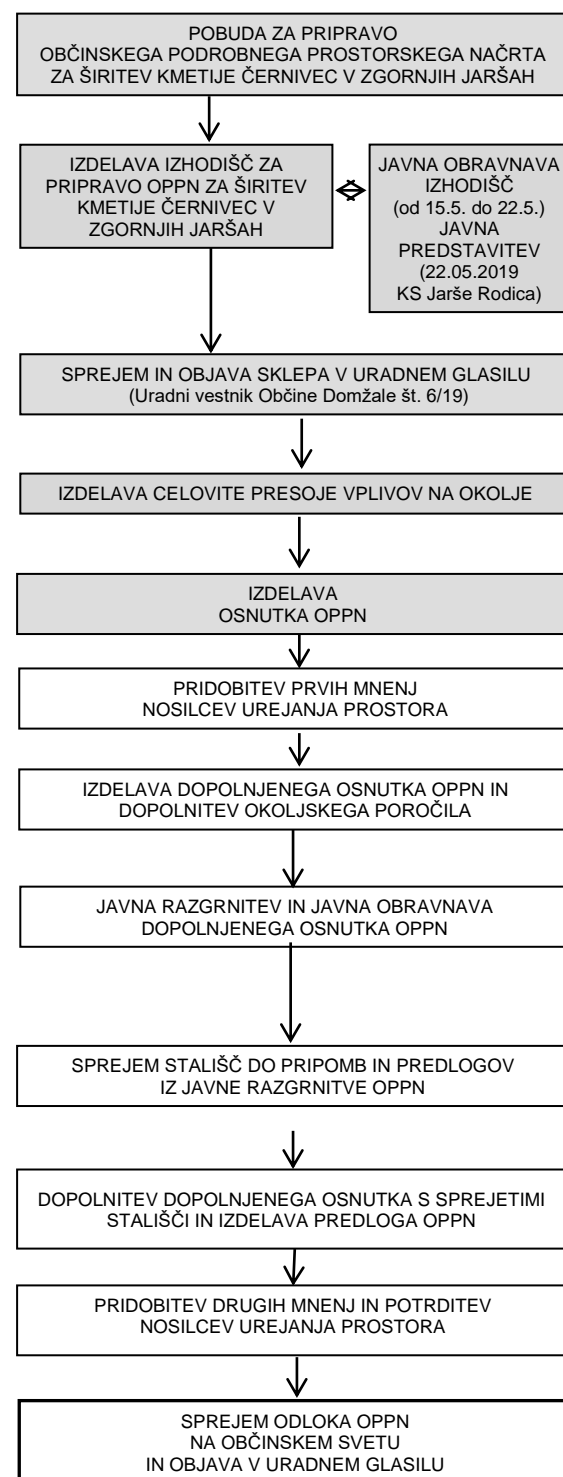 POBUDA ZA PRIPRAVO
OBČINSKEGA PODROBNEGA PROSTORSKEGA NAČRTA
ZA ŠIRITEV KMETIJE ČERNIVEC V ZGORNJIH JARŠAH
IZDELAVA IZHODIŠČ ZA
PRIPRAVO OPPN ZA ŠIRITEV
KMETIJE ČERNIVEC V
ZGORNJIH JARŠAH
JAVNA OBRAVNAVA
IZHODIŠČ
(od 15.5. do 22.5.)
JAVNA
PREDSTAVITEV
(22.05.2019
KS Jarše Rodica)
SPREJEM IN OBJAVA SKLEPA V URADNEM GLASILU
(Uradni vestnik Občine Domžale št. 6/19)
IZDELAVA CELOVITE PRESOJE VPLIVOV NA OKOLJE
IZDELAVA
OSNUTKA OPPN
PRIDOBITEV PRVIH MNENJ
NOSILCEV UREJANJA PROSTORA
IZDELAVA DOPOLNJENEGA OSNUTKA OPPN IN
DOPOLNITEV OKOLJSKEGA POROČILA
JAVNA RAZGRNITEV IN JAVNA OBRAVNAVA
DOPOLNJENEGA OSNUTKA OPPN
SPREJEM STALIŠČ DO PRIPOMB IN PREDLOGOV
IZ JAVNE RAZGRNITVE OPPN
DOPOLNITEV DOPOLNJENEGA OSNUTKA S SPREJETIMI
STALIŠČI IN IZDELAVA PREDLOGA OPPN
PRIDOBITEV DRUGIH MNENJ IN POTRDITEV
NOSILCEV UREJANJA PROSTORA
SPREJEM ODLOKA OPPN
NA OBČINSKEM SVETU
IN OBJAVA V URADNEM GLASILU